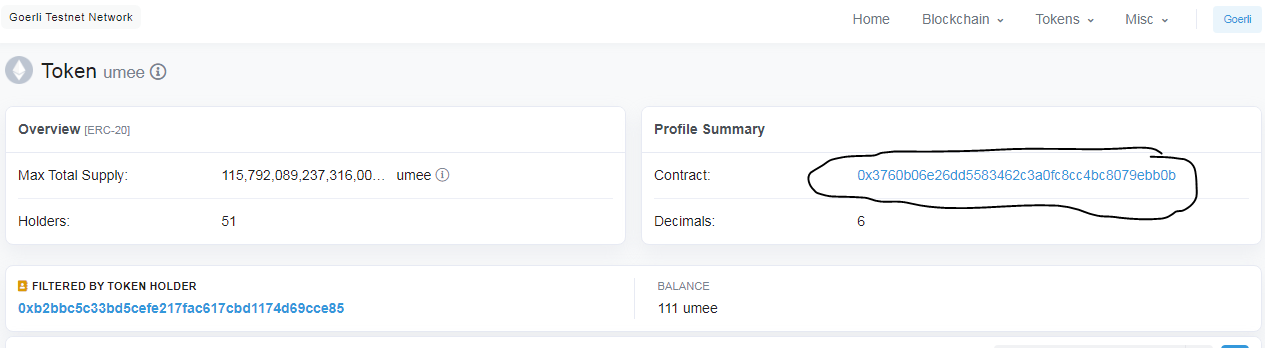 Goerli Testnet Network
Home Blockchain Tokens Misc Goerli
Token umee
Overview [ERC-20]
Max Total Supply: 115,792,089,237,316,00... umee
Holders: 51
Profile Summary
Contract: 0x3760b06e26dd5583462c3a0fc8cc4bc8079ebb0b
Decimals: 6
FILTERED BY TOKEN HOLDER
0xb2bbc5c33bd5cefe217fac617cbd1174d69cce85
BALANCE
111 umee